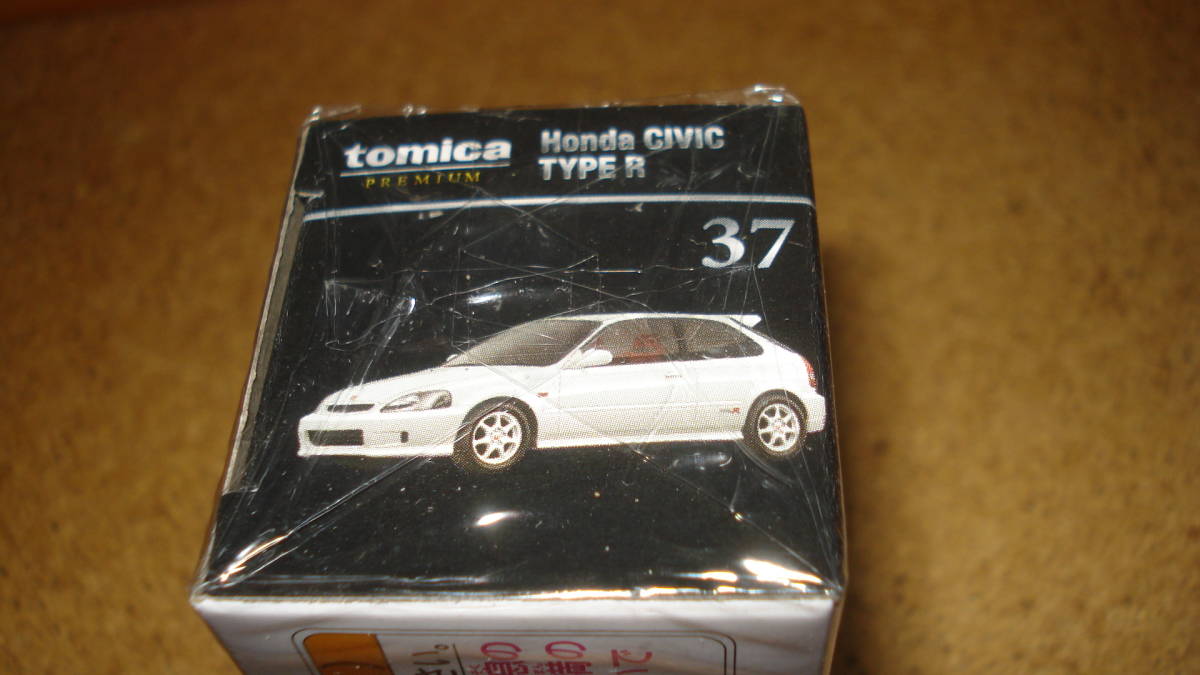 tomica
PREMIUM
Honda CIVIC
TYPE R
37